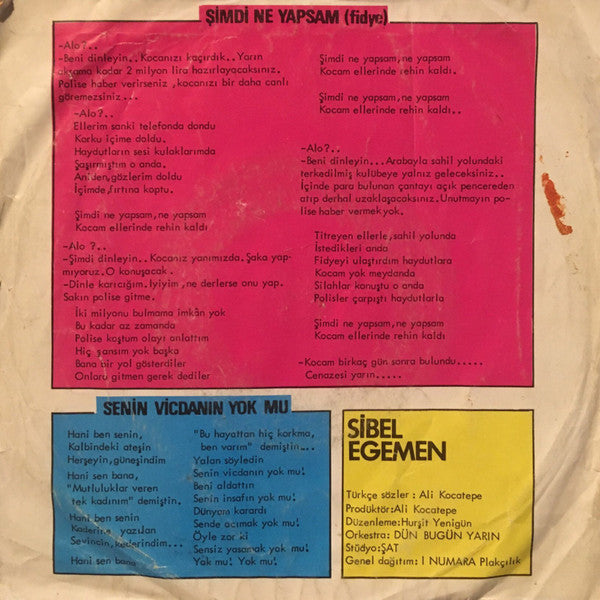 ŞİMDİ NE YAPSAM (fidye)
-Alo?..
-Beni dinleyin..Kocanızı kaçırdık..Yarın
akşama kadar 2 milyon lira hazırlayacaksınız.
Polise haber verirseniz ,kocanızı bir daha canlı
göremezsiniz...
-Alo?..
Ellerim sanki telefonda dondu
Korku içime doldu.
Haydutların sesi kulaklarımda
Şaşırmıştım o anda.
Aniden,gözlerim doldu
İçimde,fırtına koptu.
Şimdi ne yapsam,ne yapsam
Kocam ellerinde rehin kaldı
-Alo ?..
-Şimdi dinleyin..Kocanız yanımızda.Şaka yap-
mıyoruz.O konuşacak.
-Dinle karıcığım.İyiyim ,ne derlerse onu yap.
Sakın polise gitme.
İki milyonu bulmama imkân yok
Bu kadar az zamanda
Polise koştum olayı anlattım
Hiç şansım yok başka
Bana bir yol gösterdiler
Onlara gitmen gerek dediler
Şimdi ne yapsam,ne yapsam
Kocam ellerinde rehin kaldı.
Şimdi ne yapsam,ne yapsam
Kocam ellerinde rehin kaldı..
-Alo?..
-Beni dinleyin...Arabayla sahil yolundaki
terkedilmiş kulübeye yalnız geleceksiniz..
İçinde para bulunan çantayı açık pencereden
atıp derhal uzaklaşacaksınız.Unutmayın po-
lise haber vermek yok.
Titreyen ellerle,sahil yolunda
İstedikleri anda
Fidyeyi ulaştırdım haydutlara
Kocam yok meydanda
Silahlar konuştu o anda
Polisler çarpıştı haydutlarla
Şimdi ne yapsam,ne yapsam
Kocam ellerinde rehin kaldı.
-Kocam birkaç gün sonra bulundu.....
Cenazesi yarın.....
SENİN VİCDANIN YOK MU
Hani ben senin,
Kalbindeki ateşin
Herşeyin,güneşindim
Hani sen bana,
"Mutluluklar veren
tek kadınım" demiştin.
Hani ben senin
Kaderine yazılan
Sevincin,kederindim...
Hani sen bana
"Bu hayattan hiç korkma,
ben varım" demiştin...
Yalan söyledin
Senin vicdanın yok mu!
Beni aldattın
Senin insafın yok mu!
Dünyam karardı
Sende acımak yok mu!
Öyle zor ki
Sensiz yaşamak yok mu!
Yok mu! Yok mu!
SİBEL
EGEMEN
Türkçe sözler : Ali Kocatepe
Prodüktör:Ali Kocatepe
Düzenleme:Hurşit Yenigün
Orkestra: DÜN BUGÜN YARIN
Stüdyo:ŞAT
Genel dağıtım: 1 NUMARA Plakçılık